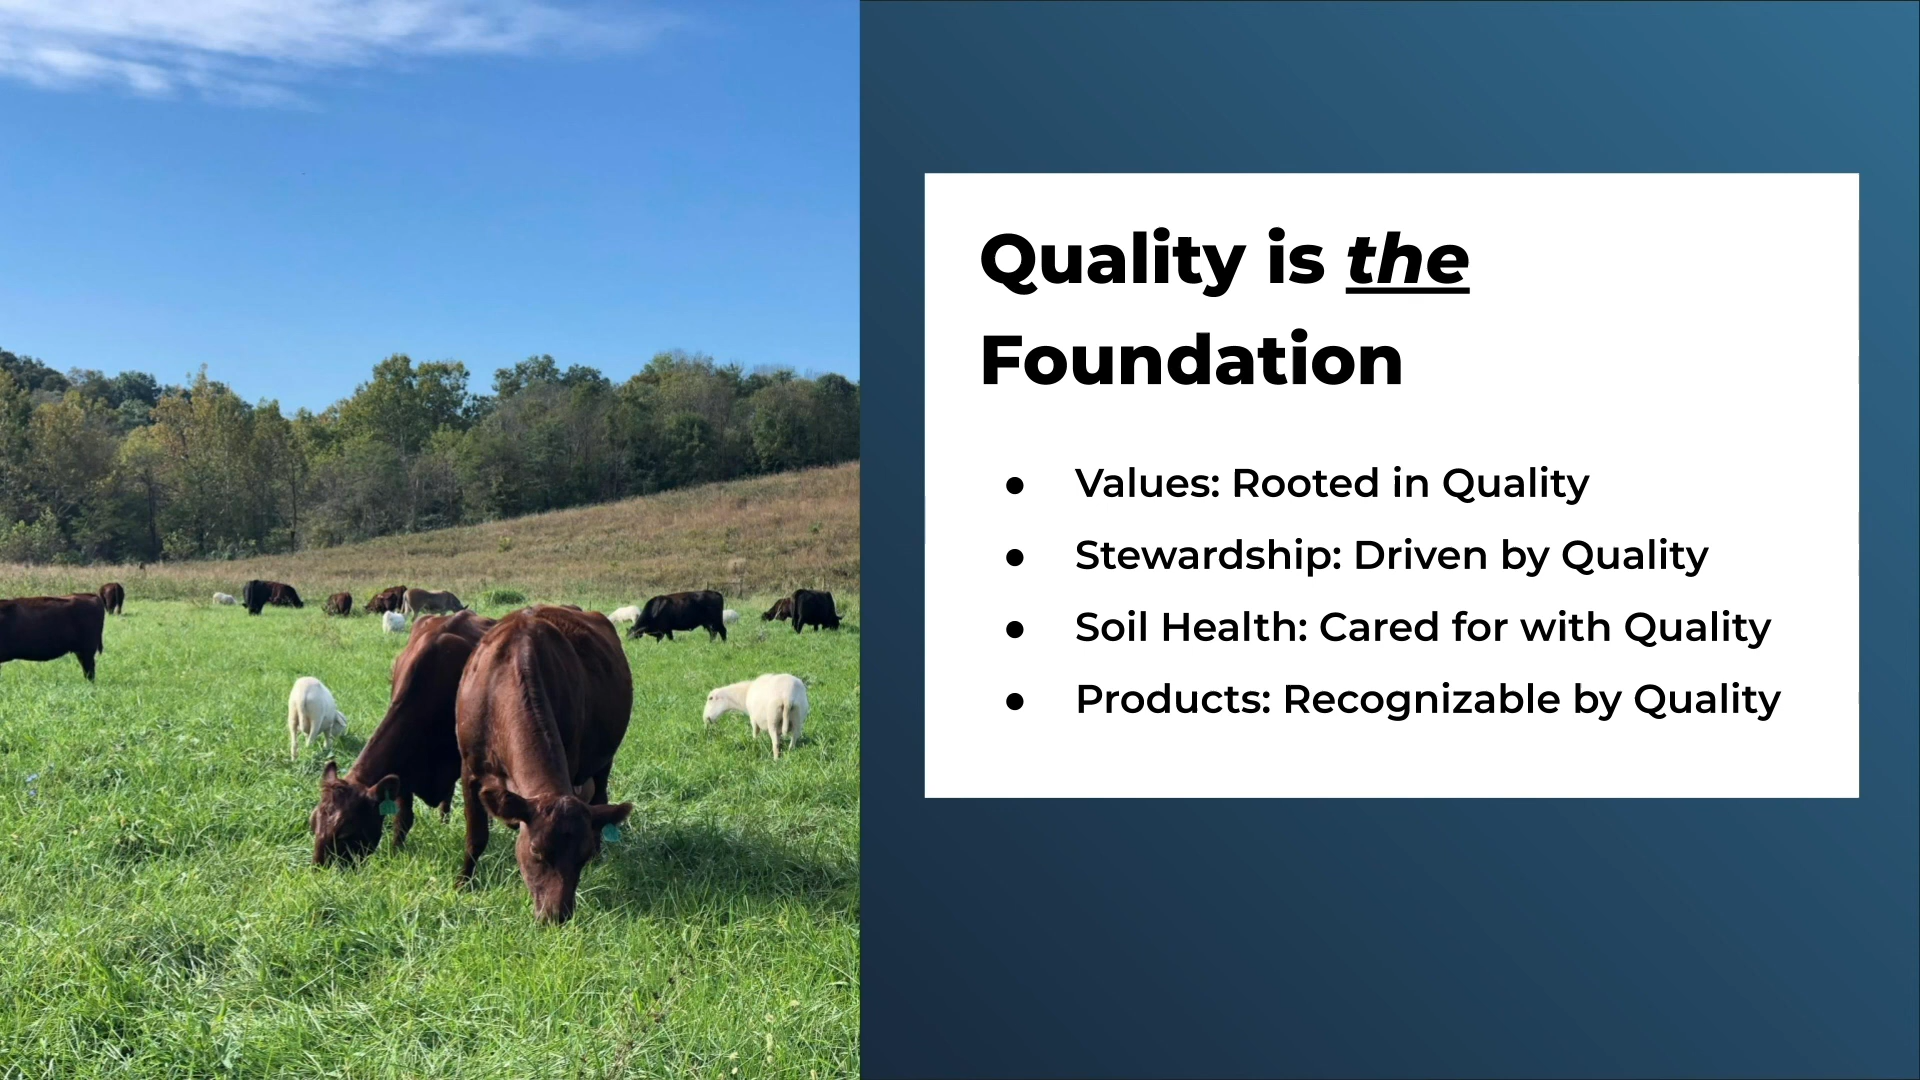 Quality is the
Foundation
● Values: Rooted in Quality
● Stewardship: Driven by Quality
● Soil Health: Cared for with Quality
● Products: Recognizable by Quality